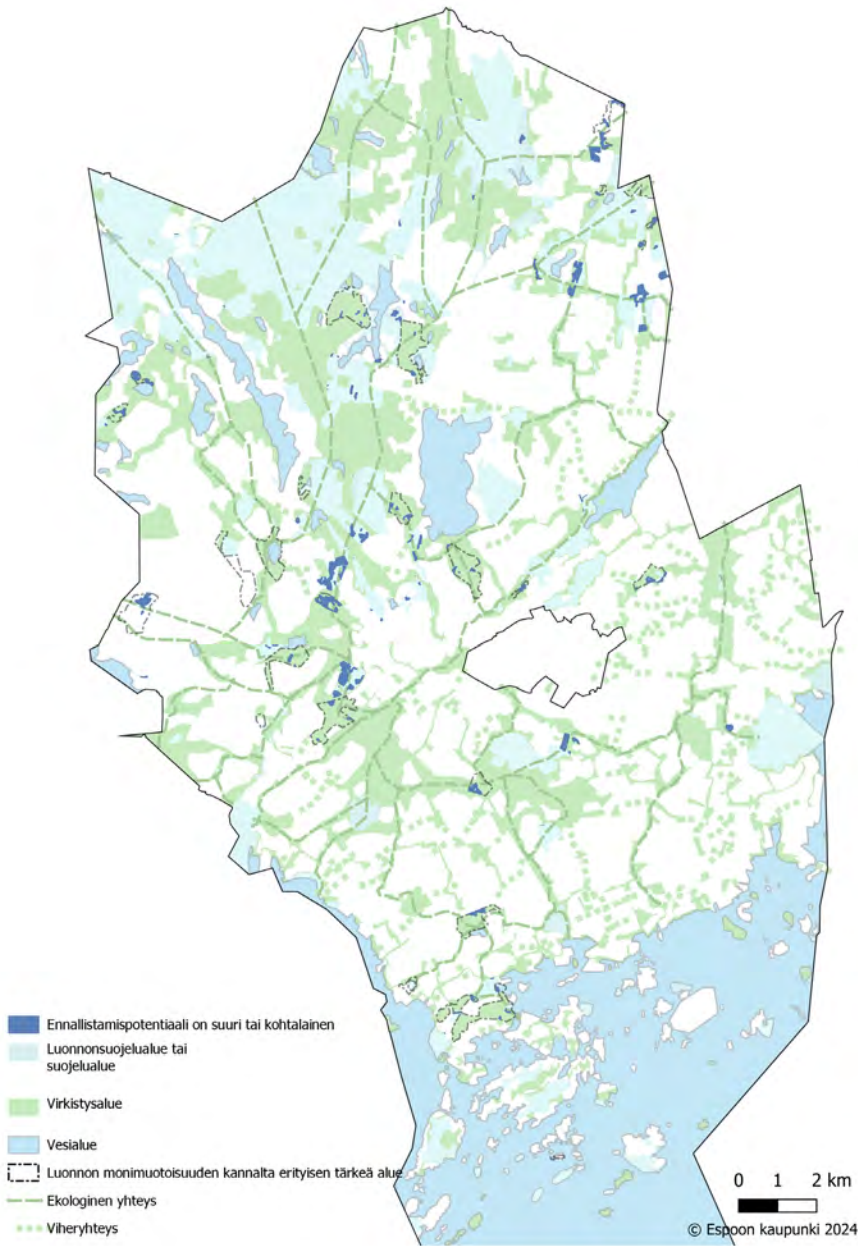 Ennallistamispotentiaali on suuri tai kohtalainen
Luonnonsuojelualue tai
suojelualue
Virkistysalue
Vesialue
Luonnon monimuotoisuuden kannalta erityisen tärkeä alue
Ekologinen yhteys
Viheryhteys
0 1 2 km
© Espoon kaupunki 2024